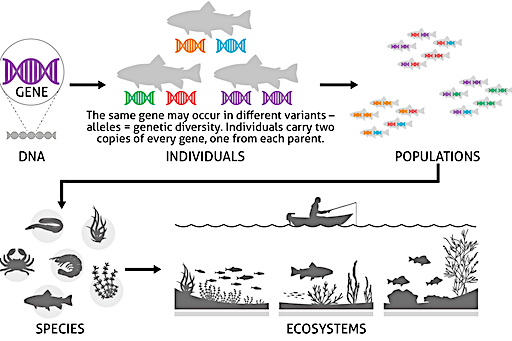 GENE
DNA
The same gene may occur in different variants –
alleles = genetic diversity. Individuals carry two
copies of every gene, one from each parent.
INDIVIDUALS
POPULATIONS
SPECIES
ECOSYSTEMS